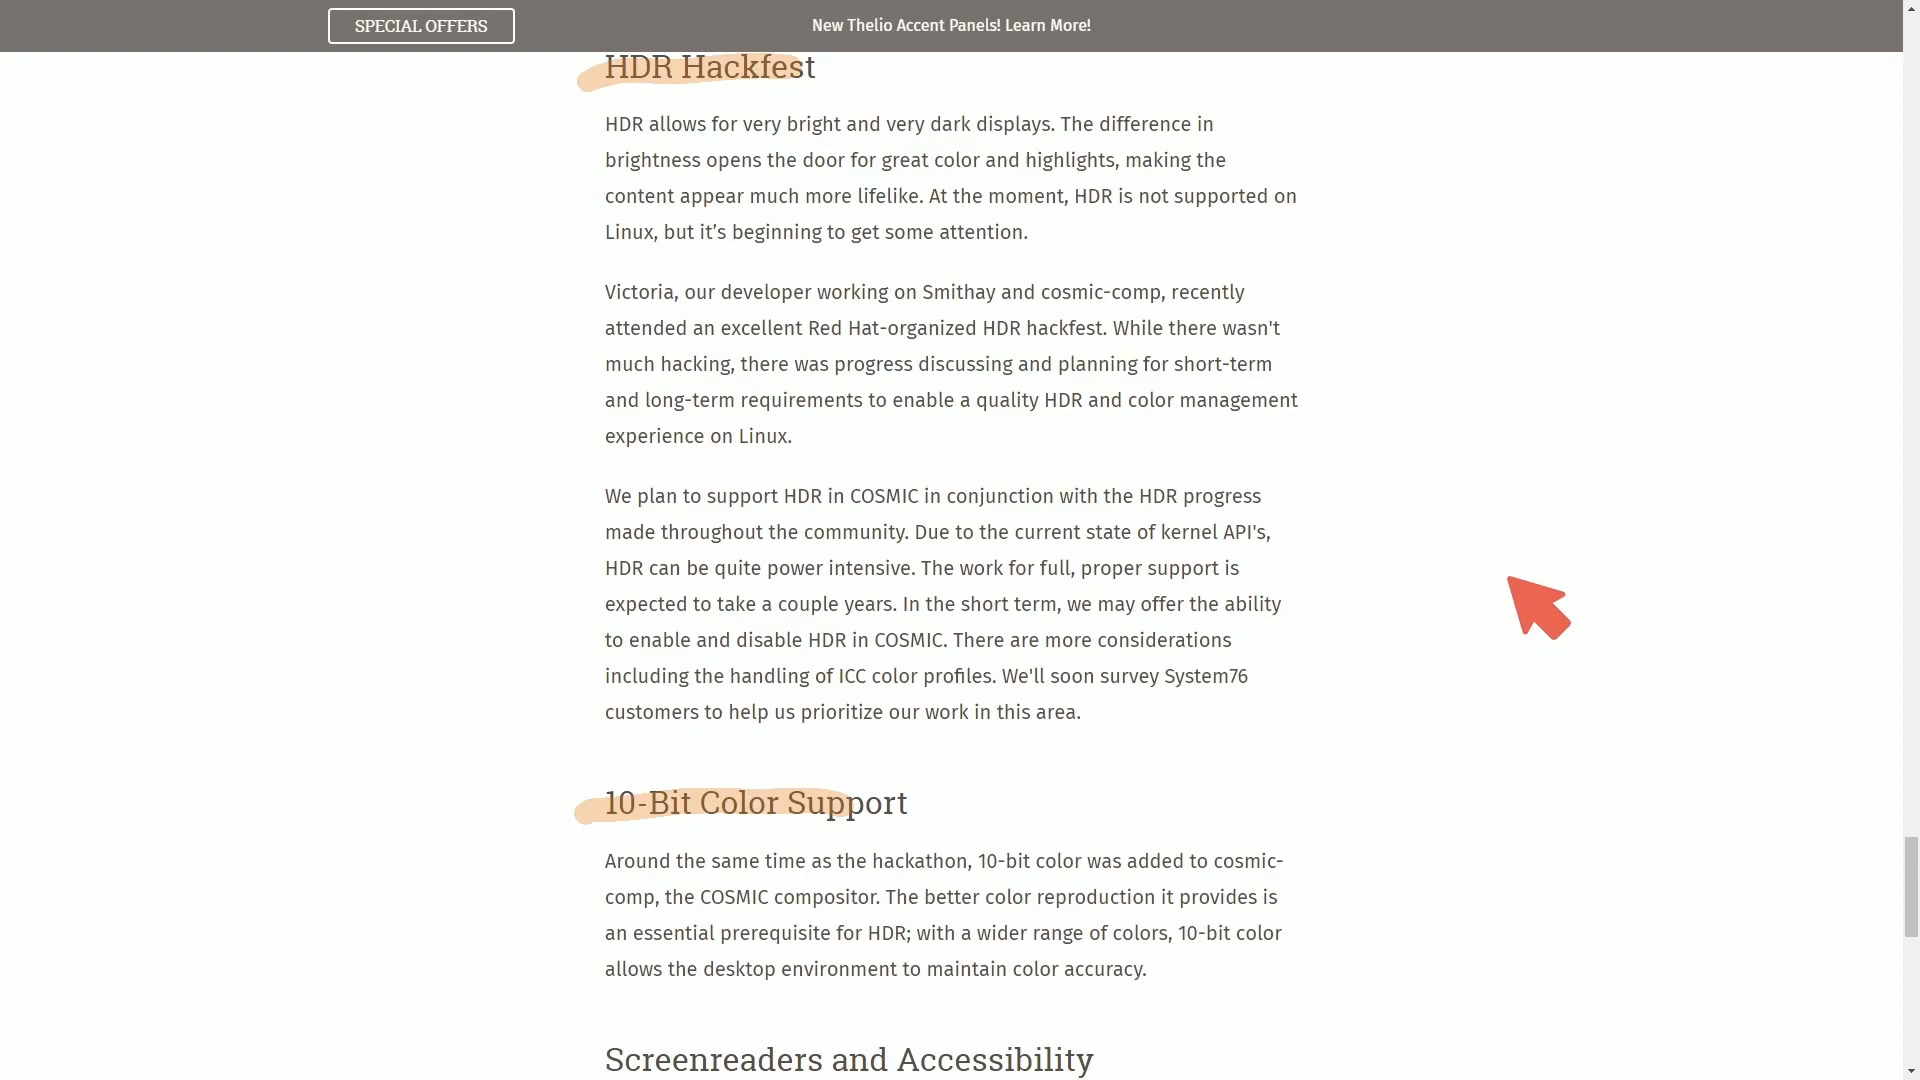 SPECIAL OFFERS
New Thelio Accent Panels! Learn More!
HDR Hackfest
HDR allows for very bright and very dark displays. The difference in
brightness opens the door for great color and highlights, making the
content appear much more lifelike. At the moment, HDR is not supported on
Linux, but it’s beginning to get some attention.
Victoria, our developer working on Smithay and cosmic-comp, recently
attended an excellent Red Hat-organized HDR hackfest. While there wasn't
much hacking, there was progress discussing and planning for short-term
and long-term requirements to enable a quality HDR and color management
experience on Linux.
We plan to support HDR in COSMIC in conjunction with the HDR progress
made throughout the community. Due to the current state of kernel API's,
HDR can be quite power intensive. The work for full, proper support is
expected to take a couple years. In the short term, we may offer the ability
to enable and disable HDR in COSMIC. There are more considerations
including the handling of ICC color profiles. We'll soon survey System76
customers to help us prioritize our work in this area.
10-Bit Color Support
Around the same time as the hackathon, 10-bit color was added to cosmic-
comp, the COSMIC compositor. The better color reproduction it provides is
an essential prerequisite for HDR; with a wider range of colors, 10-bit color
allows the desktop environment to maintain color accuracy.
Screenreaders and Accessibility